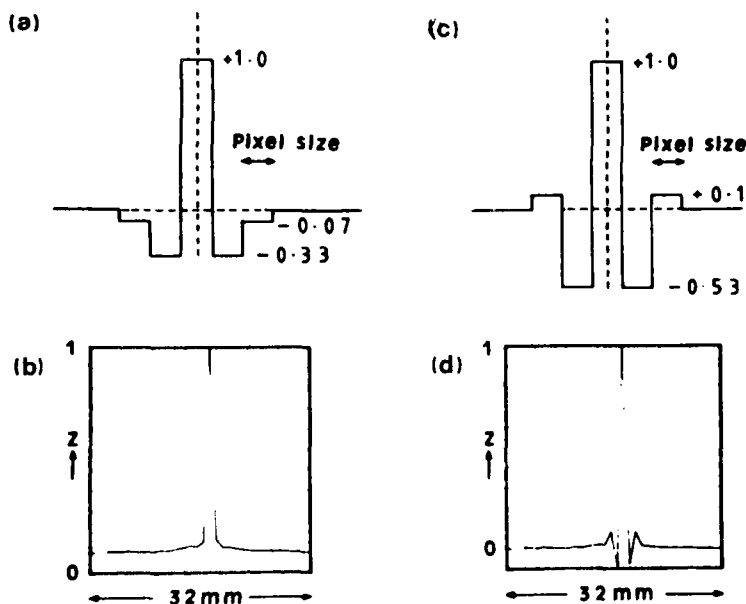 (a)
+1·0
Pixel size
-0·07
-0·33
(c)
+1·0
Pixel size
+0·1
-0·53
(b)
1
z
0
32mm
(d)
1
z
0
32mm